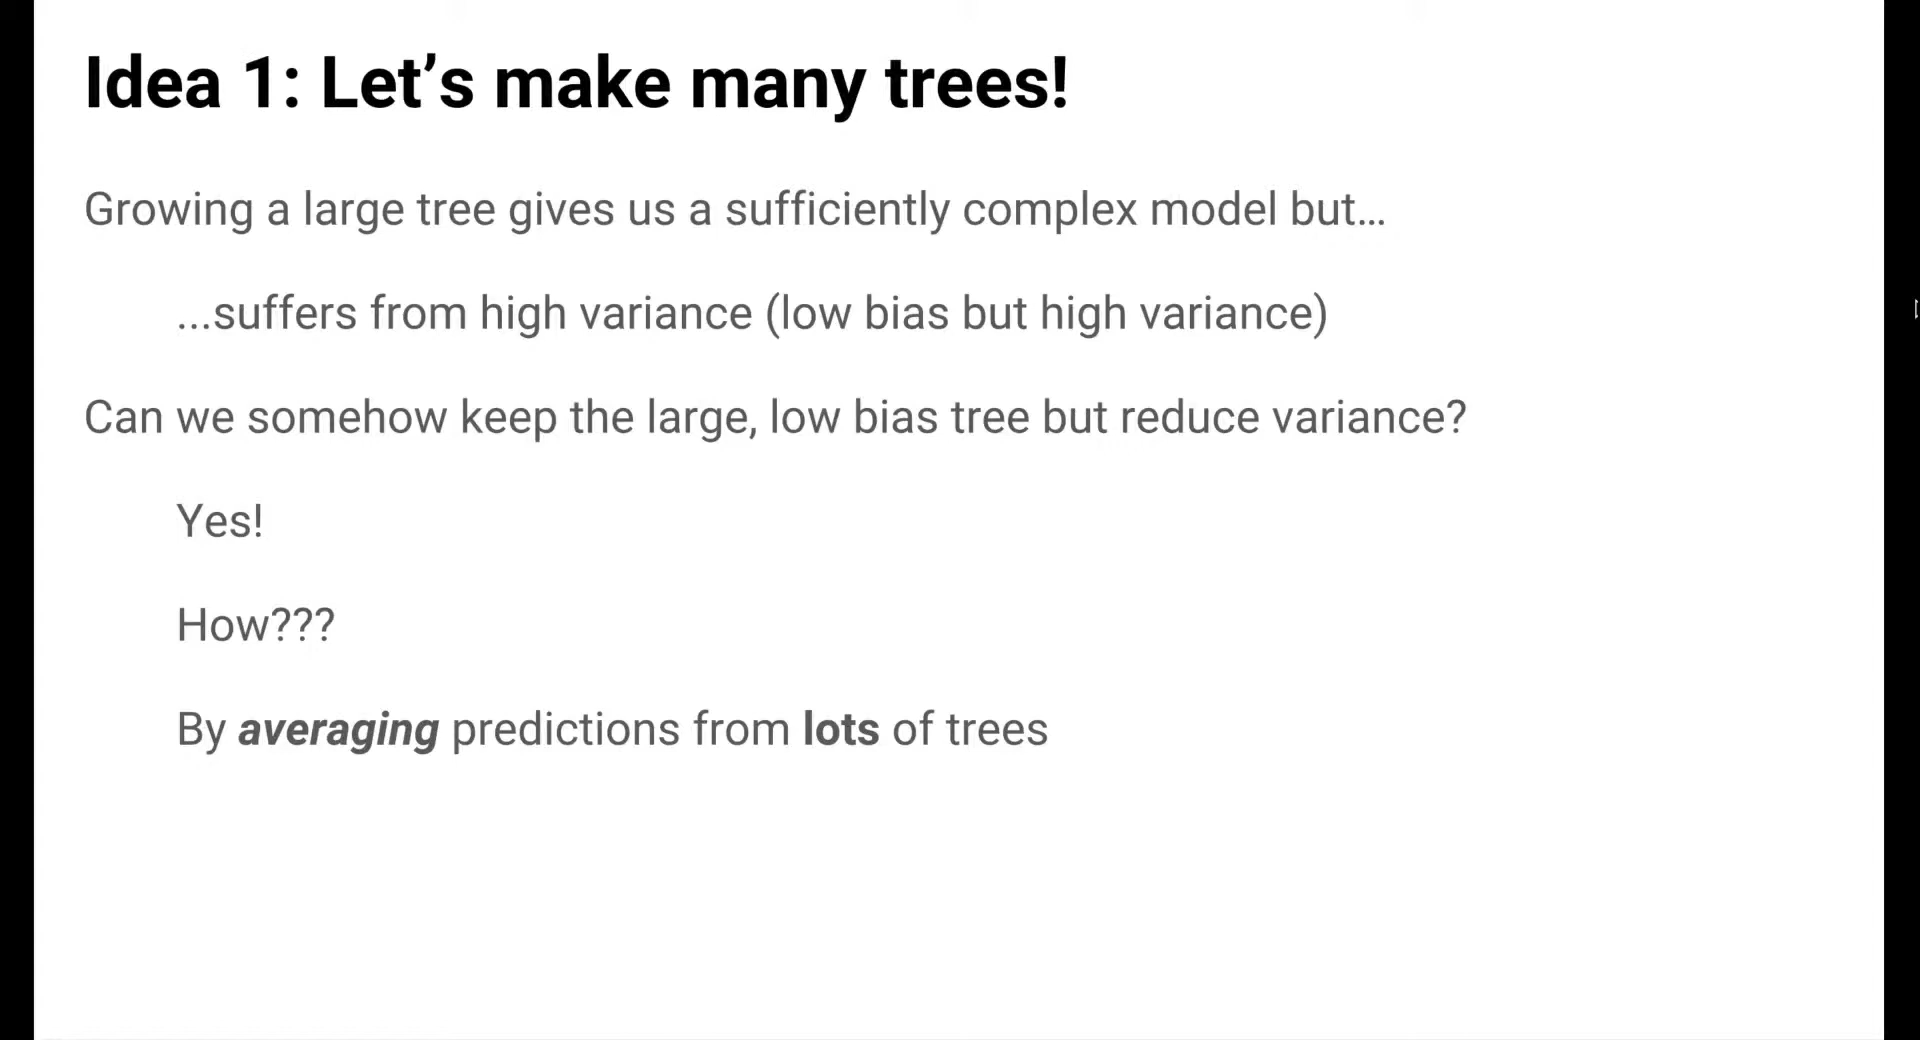 Idea 1: Let’s make many trees!
Growing a large tree gives us a sufficiently complex model but...
...suffers from high variance (low bias but high variance)
Can we somehow keep the large, low bias tree but reduce variance?
Yes!
How???
By averaging predictions from lots of trees